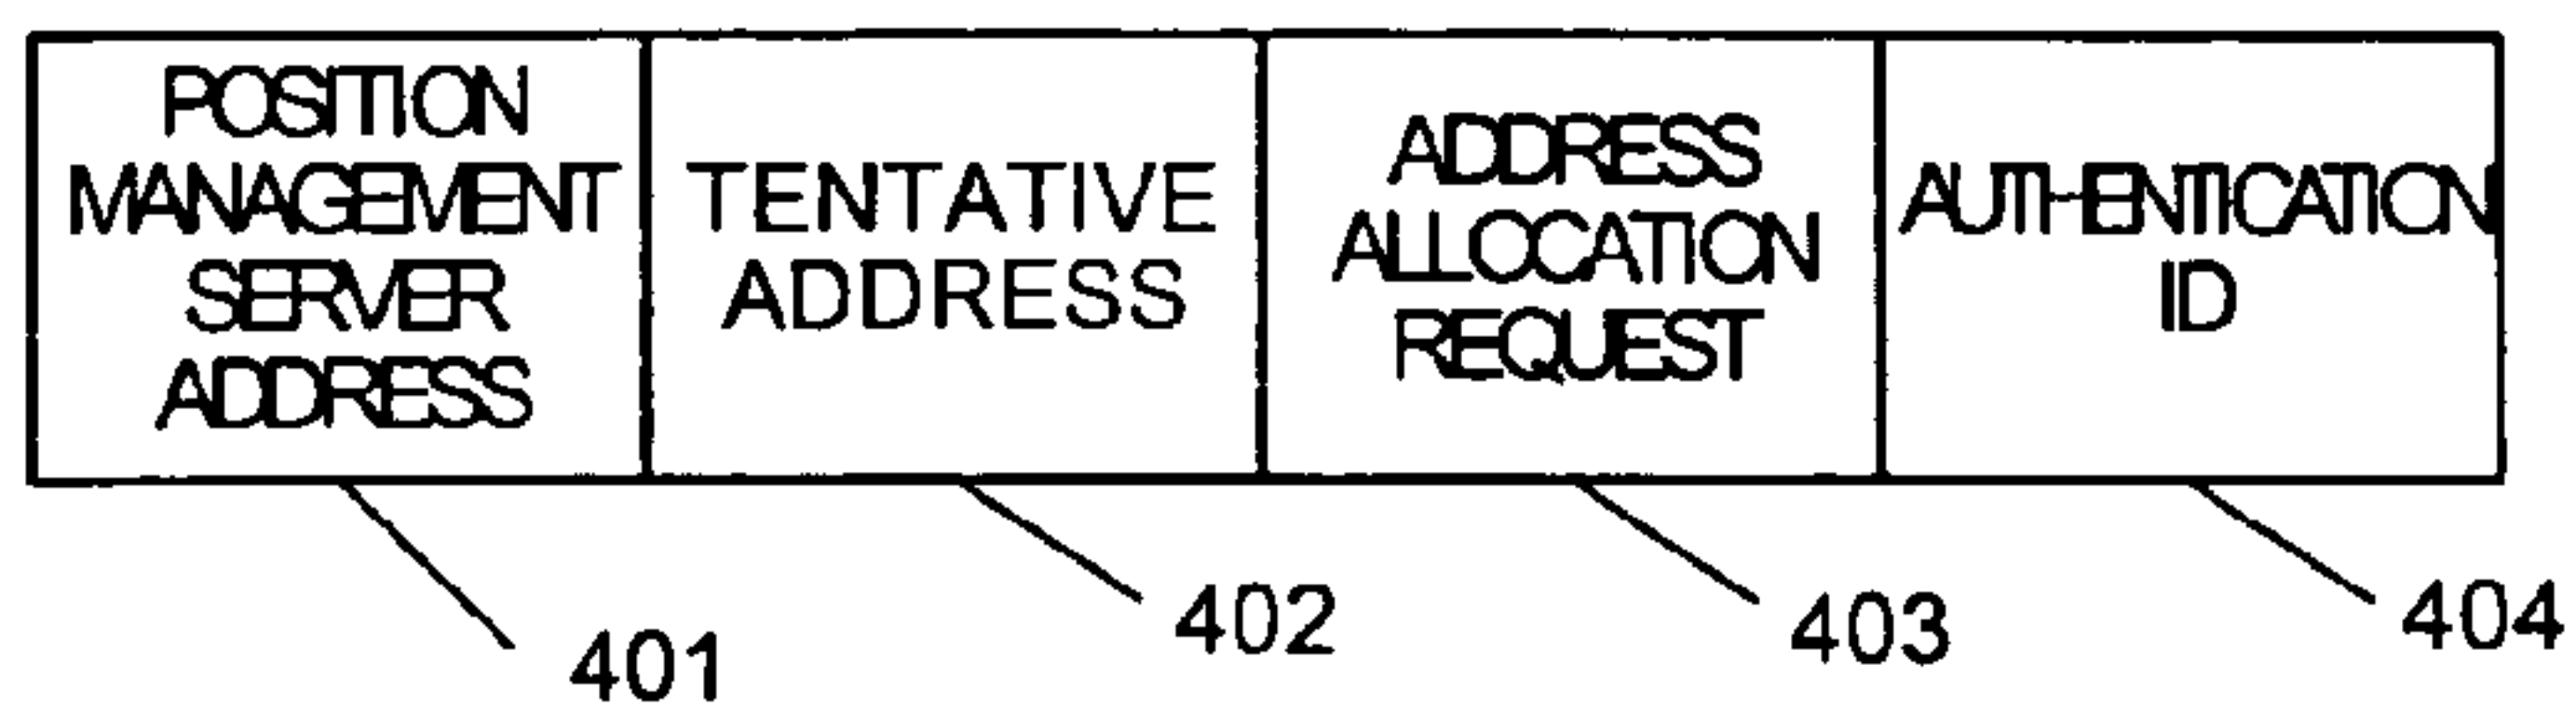 POSITION
MANAGEMENT
SERVER
ADDRESS
TENTATIVE
ADDRESS
ADDRESS
ALLOCATION
REQUEST
AUTHENTICATION
ID
401
402
403
404